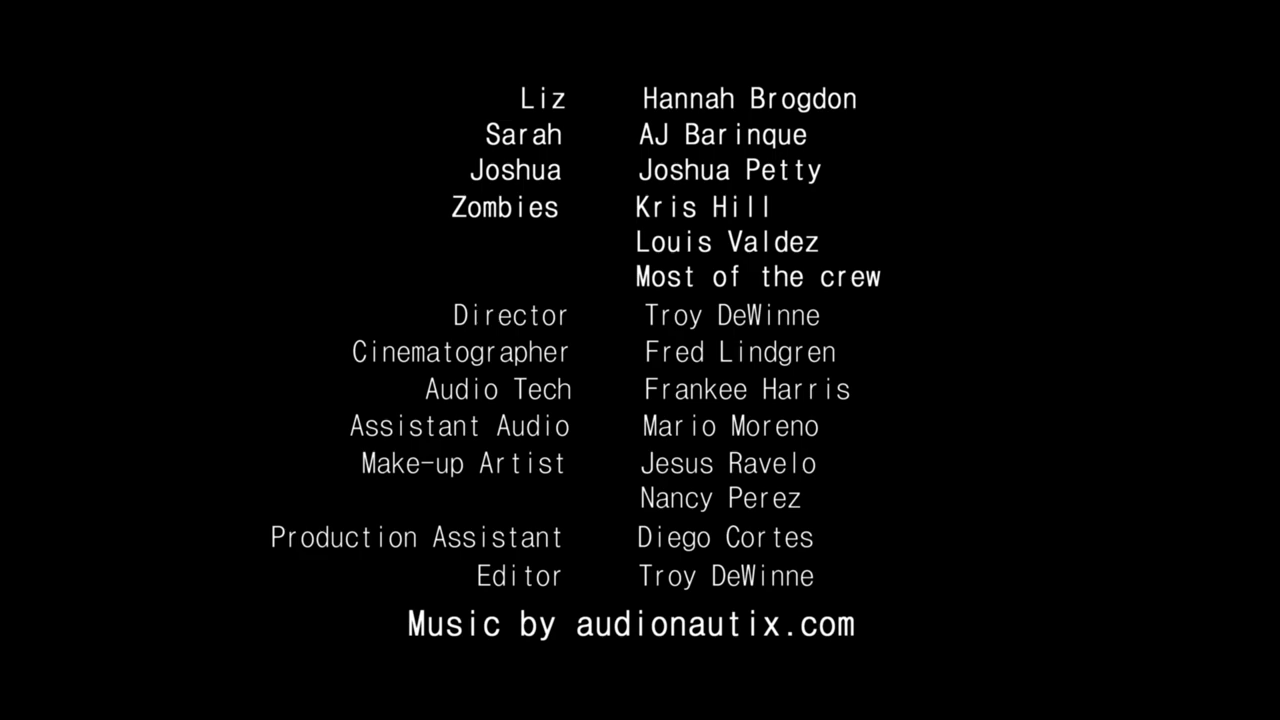 Liz Hannah Brogdon
Sarah AJ Barinque
Joshua Joshua Petty
Zombies Kris Hill
Louis Valdez
Most of the crew
Director Troy DeWinne
Cinematographer Fred Lindgren
Audio Tech Frankee Harris
Assistant Audio Mario Moreno
Make-up Artist Jesus Ravelo
Nancy Perez
Production Assistant Diego Cortes
Editor Troy DeWinne
Music by audionautix.com